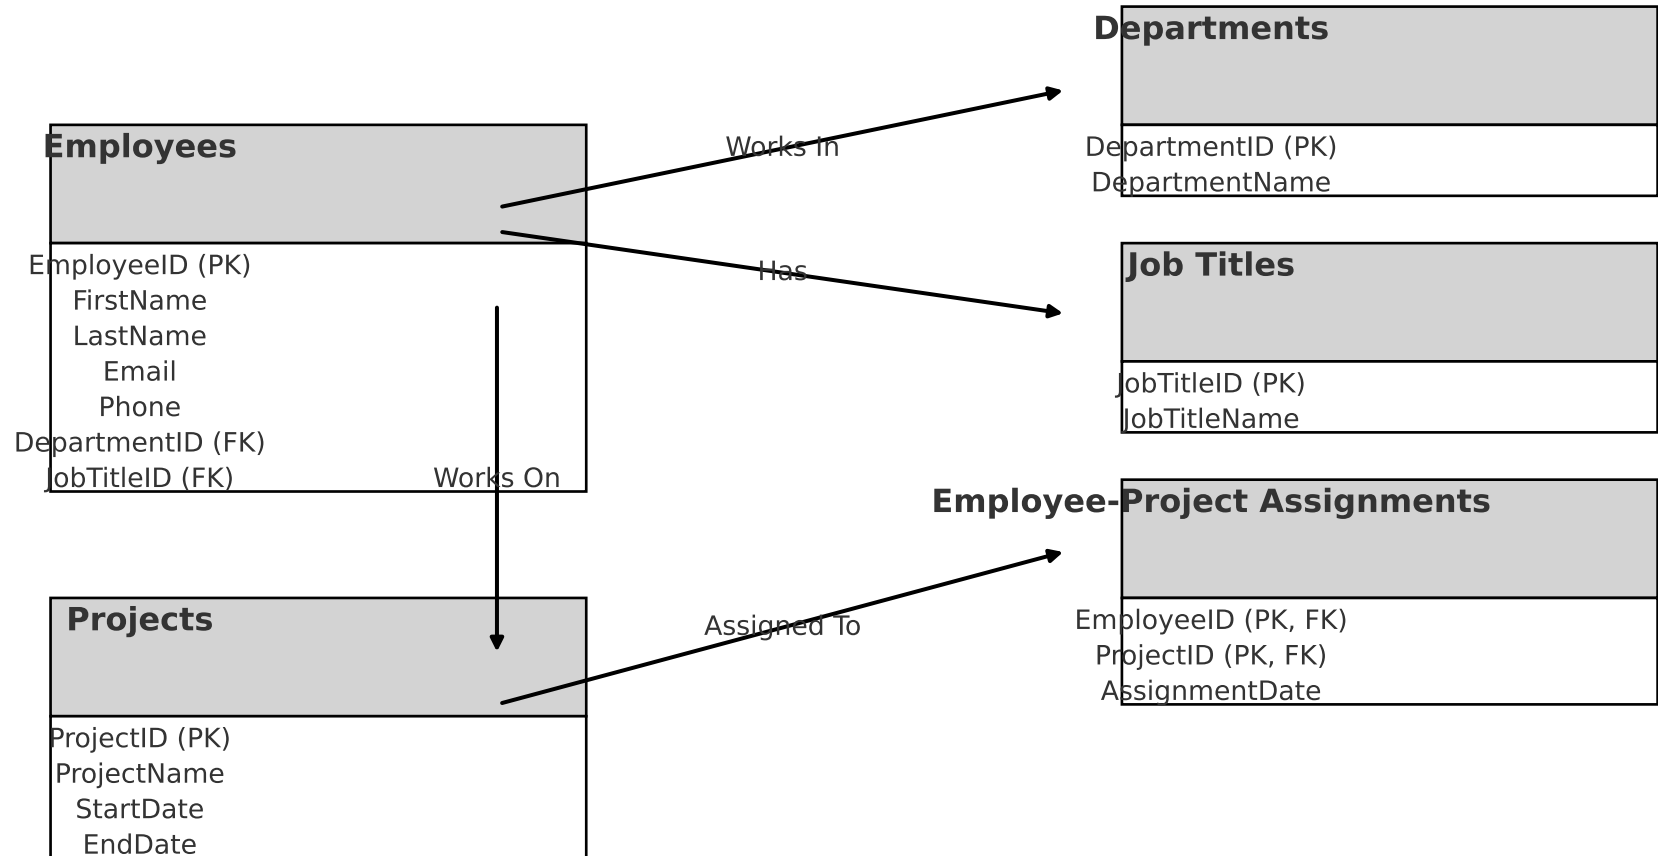 Departments
DepartmentID (PK)
DepartmentName
Employees
EmployeeID (PK)
FirstName
LastName
Email
Phone
DepartmentID (FK)
JobTitleID (FK)
Works In
Has
Works On
Job Titles
JobTitleID (PK)
JobTitleName
Employee-Project Assignments
EmployeeID (PK, FK)
ProjectID (PK, FK)
AssignmentDate
Assigned To
Projects
ProjectID (PK)
ProjectName
StartDate
EndDate